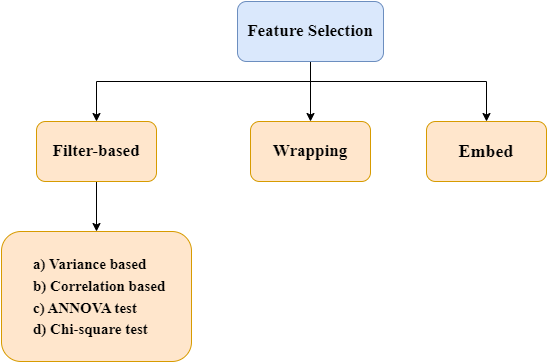 Feature Selection
Filter-based
Wrapping
Embed
a) Variance based
b) Correlation based
c) ANNOVA test
d) Chi-square test